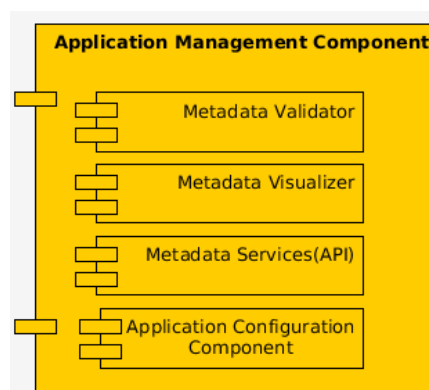 Application Management Component
Metadata Validator
Metadata Visualizer
Metadata Services(API)
Application Configuration
Component